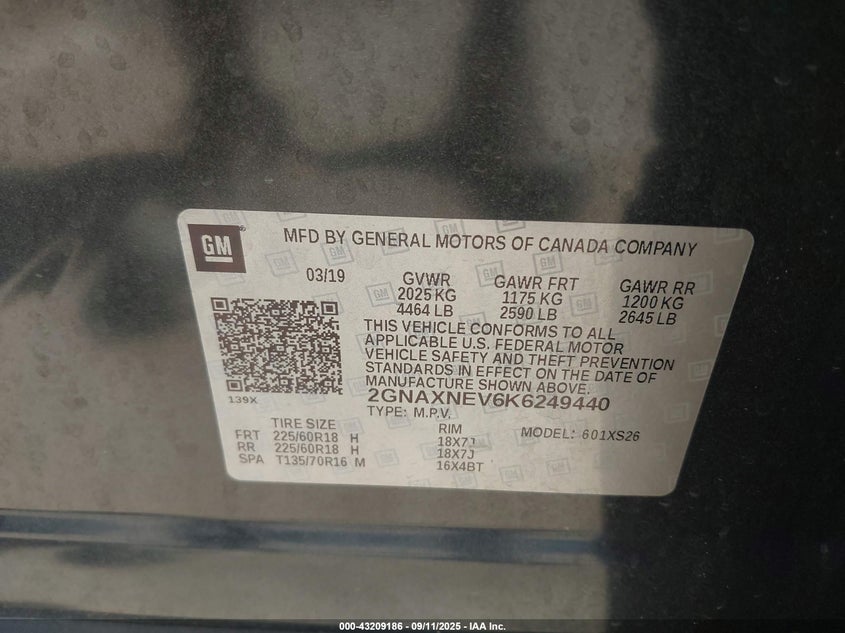 GM
MFD BY GENERAL MOTORS OF CANADA COMPANY
03/19
GVWR
2025 KG
4464 LB
GAWR FRT
1175 KG
2590 LB
GAWR RR
1200 KG
2645 LB
THIS VEHICLE CONFORMS TO ALL
APPLICABLE U.S. FEDERAL MOTOR
VEHICLE SAFETY AND THEFT PREVENTION
STANDARDS IN EFFECT ON THE DATE OF
MANUFACTURE SHOWN ABOVE.
139X
2GNAXNEV6K6249440
TYPE: M.P.V.
MODEL: 601XS26
TIRE SIZE
RIM
FRT 225/60R18 H 18X7J
RR 225/60R18 H 18X7J
SPA T135/70R16 M 16X4BT
000-43209186 - 09/11/2025 - IAA Inc.